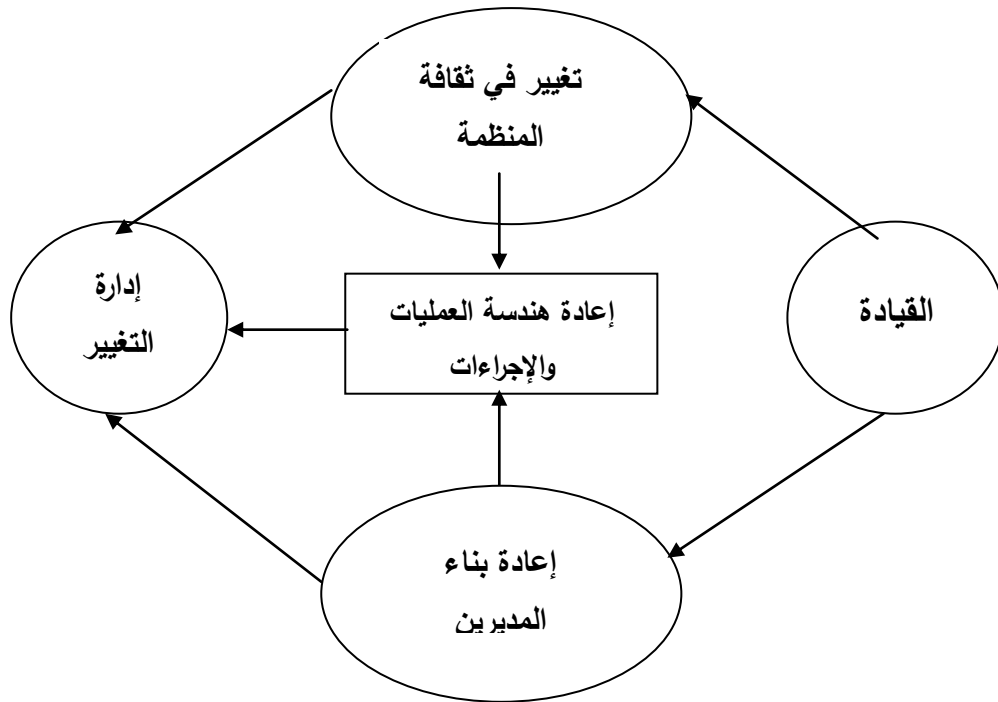 تغيير في ثقافة
المنظمة
القيادة
إعادة هندسة العمليات
والإجراءات
إدارة
التغيير
إعادة بناء
المديرين